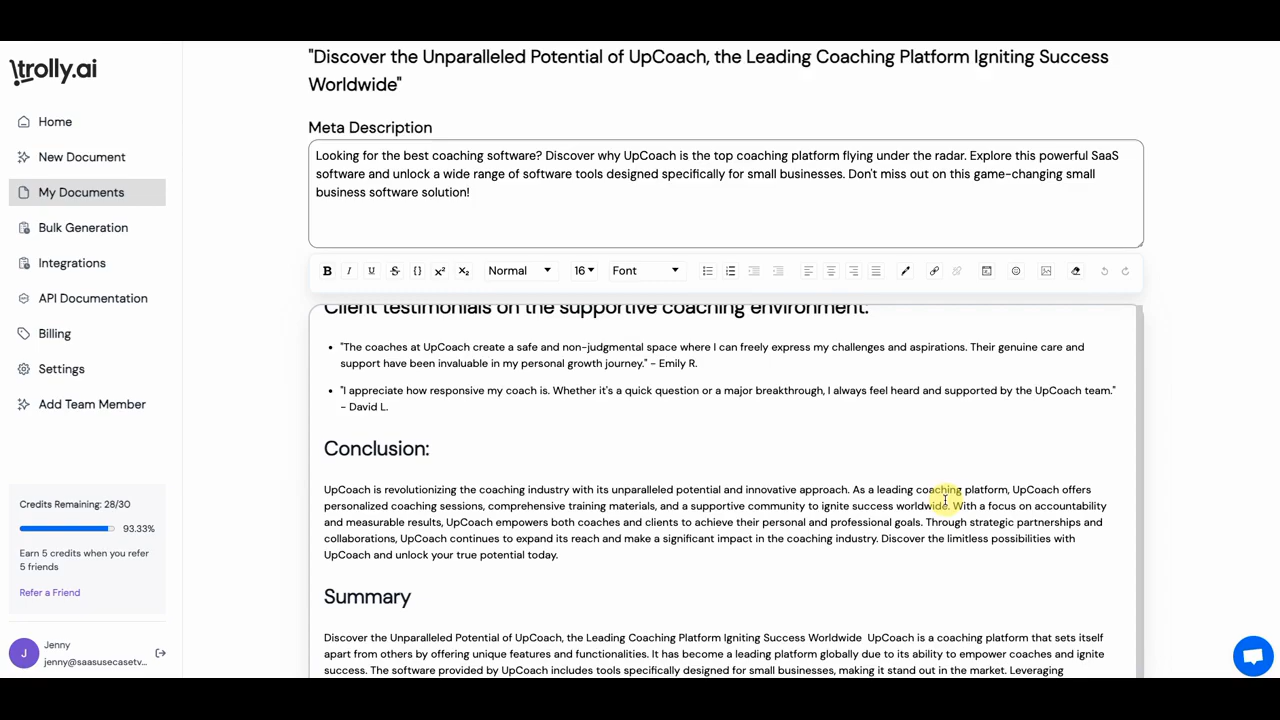 trolly.ai
Home
New Document
My Documents
Bulk Generation
Integrations
API Documentation
Billing
Settings
Add Team Member
Credits Remaining: 28/30
93.33%
Earn 5 credits when you refer
5 friends
Refer a Friend
J
Jenny
jenny@saasusecasetv...
"Discover the Unparalleled Potential of UpCoach, the Leading Coaching Platform Igniting Success
Worldwide"
Meta Description
Looking for the best coaching software? Discover why UpCoach is the top coaching platform flying under the radar. Explore this powerful SaaS
software and unlock a wide range of software tools designed specifically for small businesses. Don't miss out on this game-changing small
business software solution!
B I U S {} x² x₂ Normal 16 Font
Client testimonials on the supportive coaching environment:
• "The coaches at UpCoach create a safe and non-judgmental space where I can freely express my challenges and aspirations. Their genuine care and
support have been invaluable in my personal growth journey." - Emily R.
• "I appreciate how responsive my coach is. Whether it's a quick question or a major breakthrough, I always feel heard and supported by the UpCoach team."
- David L.
Conclusion:
UpCoach is revolutionizing the coaching industry with its unparalleled potential and innovative approach. As a leading coaching platform, UpCoach offers
personalized coaching sessions, comprehensive training materials, and a supportive community to ignite success worldwide. With a focus on accountability
and measurable results, UpCoach empowers both coaches and clients to achieve their personal and professional goals. Through strategic partnerships and
collaborations, UpCoach continues to expand its reach and make a significant impact in the coaching industry. Discover the limitless possibilities with
UpCoach and unlock your true potential today.
Summary
Discover the Unparalleled Potential of UpCoach, the Leading Coaching Platform Igniting Success Worldwide UpCoach is a coaching platform that sets itself
apart from others by offering unique features and functionalities. It has become a leading platform globally due to its ability to empower coaches and ignite
success. The software provided by UpCoach includes tools specifically designed for small businesses, making it stand out in the market. Leveraging